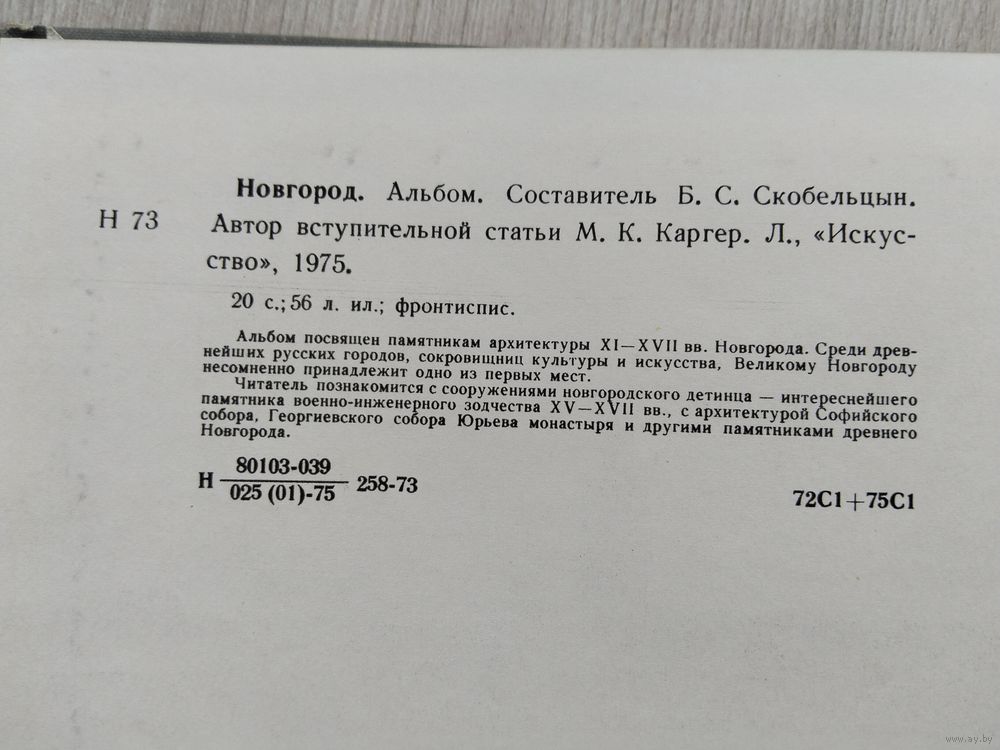 Новгород. Альбом. Составитель Б. С. Скобельцын.
Н 73
Автор вступительной статьи М. К. Каргер. Л., «Искус-
ство», 1975.
20 с.; 56 л. ил.; фронтиспис.
Альбом посвящен памятникам архитектуры XI—XVII вв. Новгорода. Среди древ-
нейших русских городов, сокровищниц культуры и искусства, Великому Новгороду
несомненно принадлежит одно из первых мест.
Читатель познакомится с сооружениями новгородского детинца — интереснейшего
памятника военно-инженерного зодчества XV—XVII вв., с архитектурой Софийского
собора, Георгиевского собора Юрьева монастыря и другими памятниками древнего
Новгорода.
Н 80103-039
025 (01)-75 258-73
72С1+75С1
www.ay.by